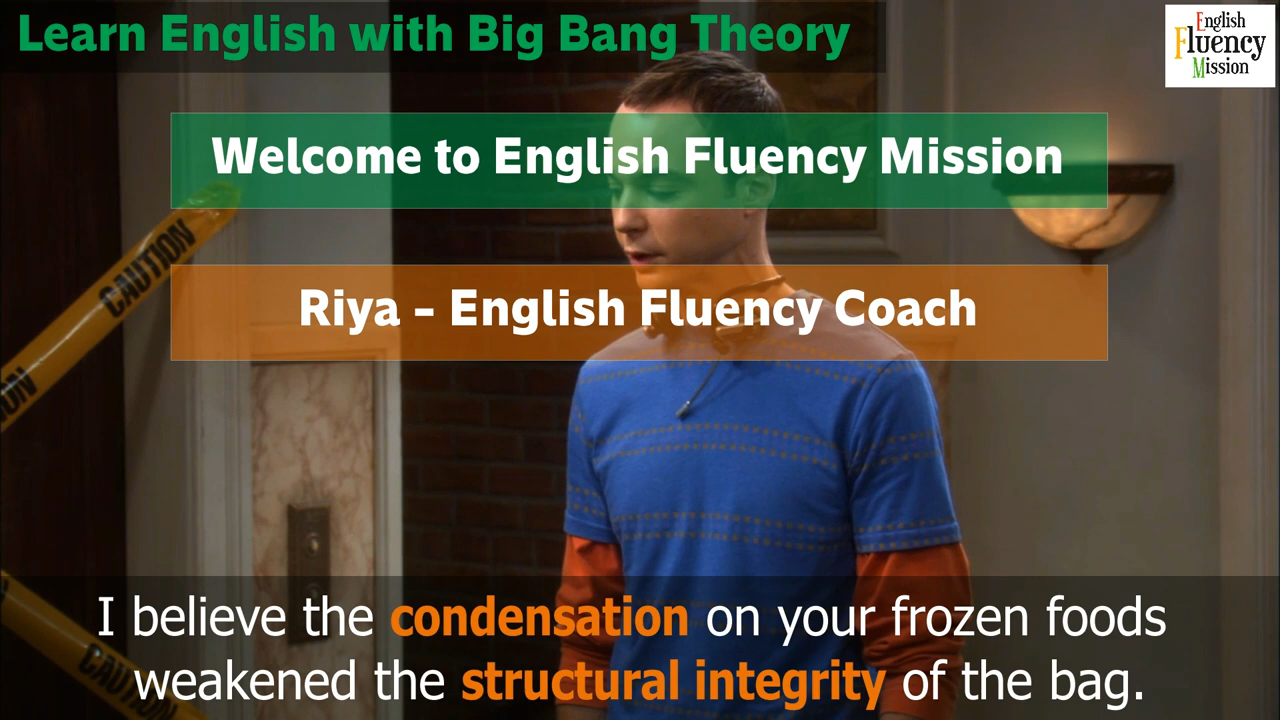 Learn English with Big Bang Theory
English
Fluency
Mission
Welcome to English Fluency Mission
Riya – English Fluency Coach
CAUTION
ION
CAUTION
I believe the condensation on your frozen foods
weakened the structural integrity of the bag.